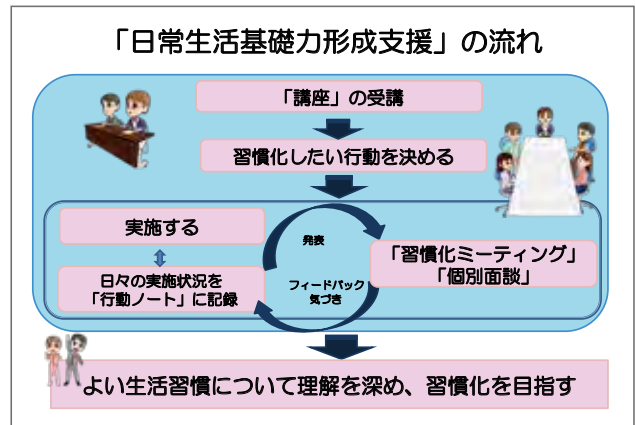 「日常生活基礎力形成支援」の流れ
「講座」の受講
習慣化したい行動を決める
実施する
日々の実施状況を
「行動ノート」に記録
発表
フィードバック
気づき
「習慣化ミーティング」
「個別面談」
よい生活習慣について理解を深め、習慣化を目指す